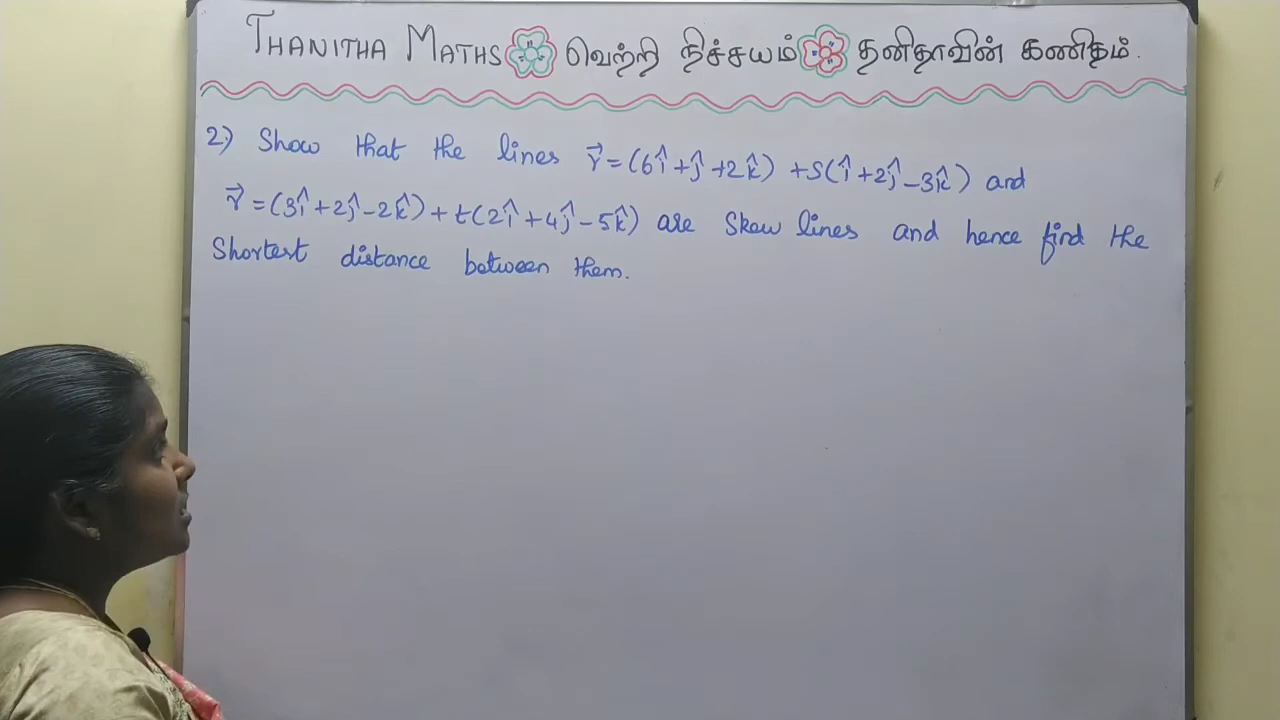 THANITHA MATHS வெற்றி நிச்சயம் தனிதாவின் கணிதம்.
2) Show that the lines r⃗ = (6î + ĵ + 2k̂) + s(î + 2ĵ - 3k̂) and
r⃗ = (3î + 2ĵ - 2k̂) + t(2î + 4ĵ - 5k̂) are skew lines and hence find the
Shortest distance between them.